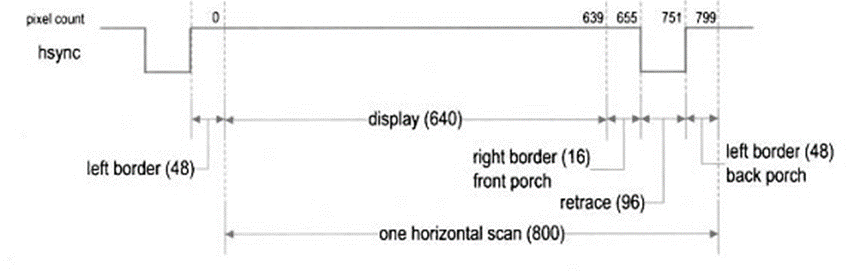 pixel count 0 639 655 751 799
hsync
display (640)
left border (48)
right border (16)
front porch
left border (48)
back porch
retrace (96)
one horizontal scan (800)